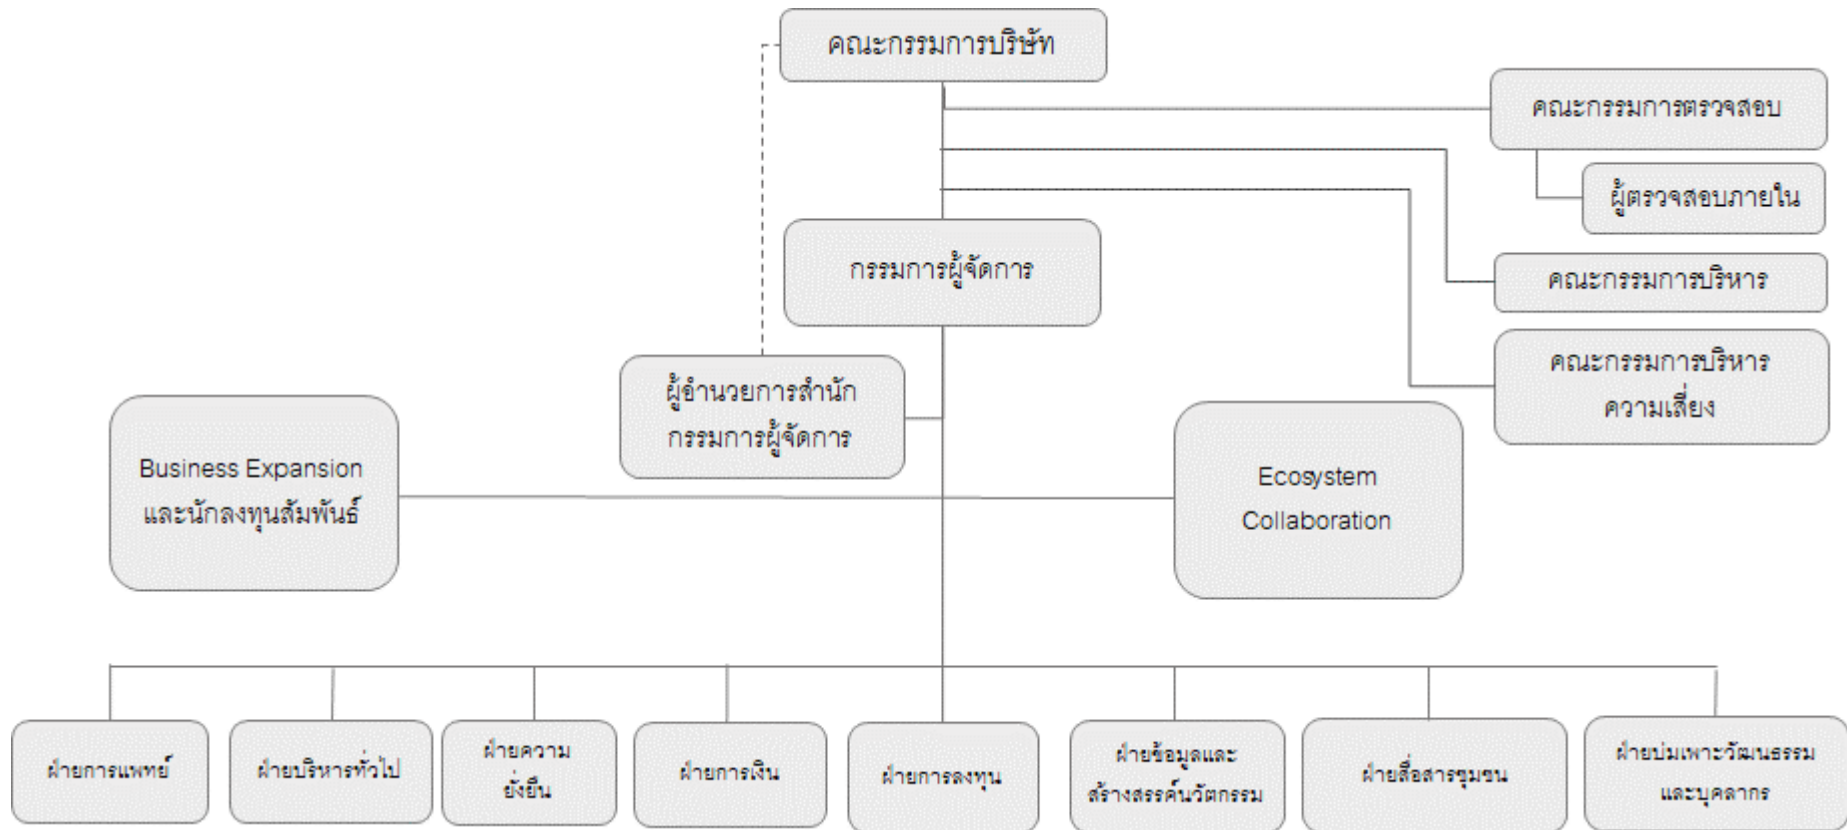 คณะกรรมการบริษัท
คณะกรรมการตรวจสอบ
ผู้ตรวจสอบภายใน
กรรมการผู้จัดการ
คณะกรรมการบริหาร
คณะกรรมการบริหาร
ความเสี่ยง
ผู้อำนวยการสำนัก
กรรมการผู้จัดการ
Business Expansion
และนักลงทุนสัมพันธ์
Ecosystem
Collaboration
ฝ่ายการแพทย์
ฝ่ายบริหารทั่วไป
ฝ่ายความ
ยั่งยืน
ฝ่ายการเงิน
ฝ่ายการลงทุน
ฝ่ายข้อมูลและ
สร้างสรรค์นวัตกรรม
ฝ่ายสื่อสารชุมชน
ฝ่ายบ่มเพาะวัฒนธรรม
และบุคลากร